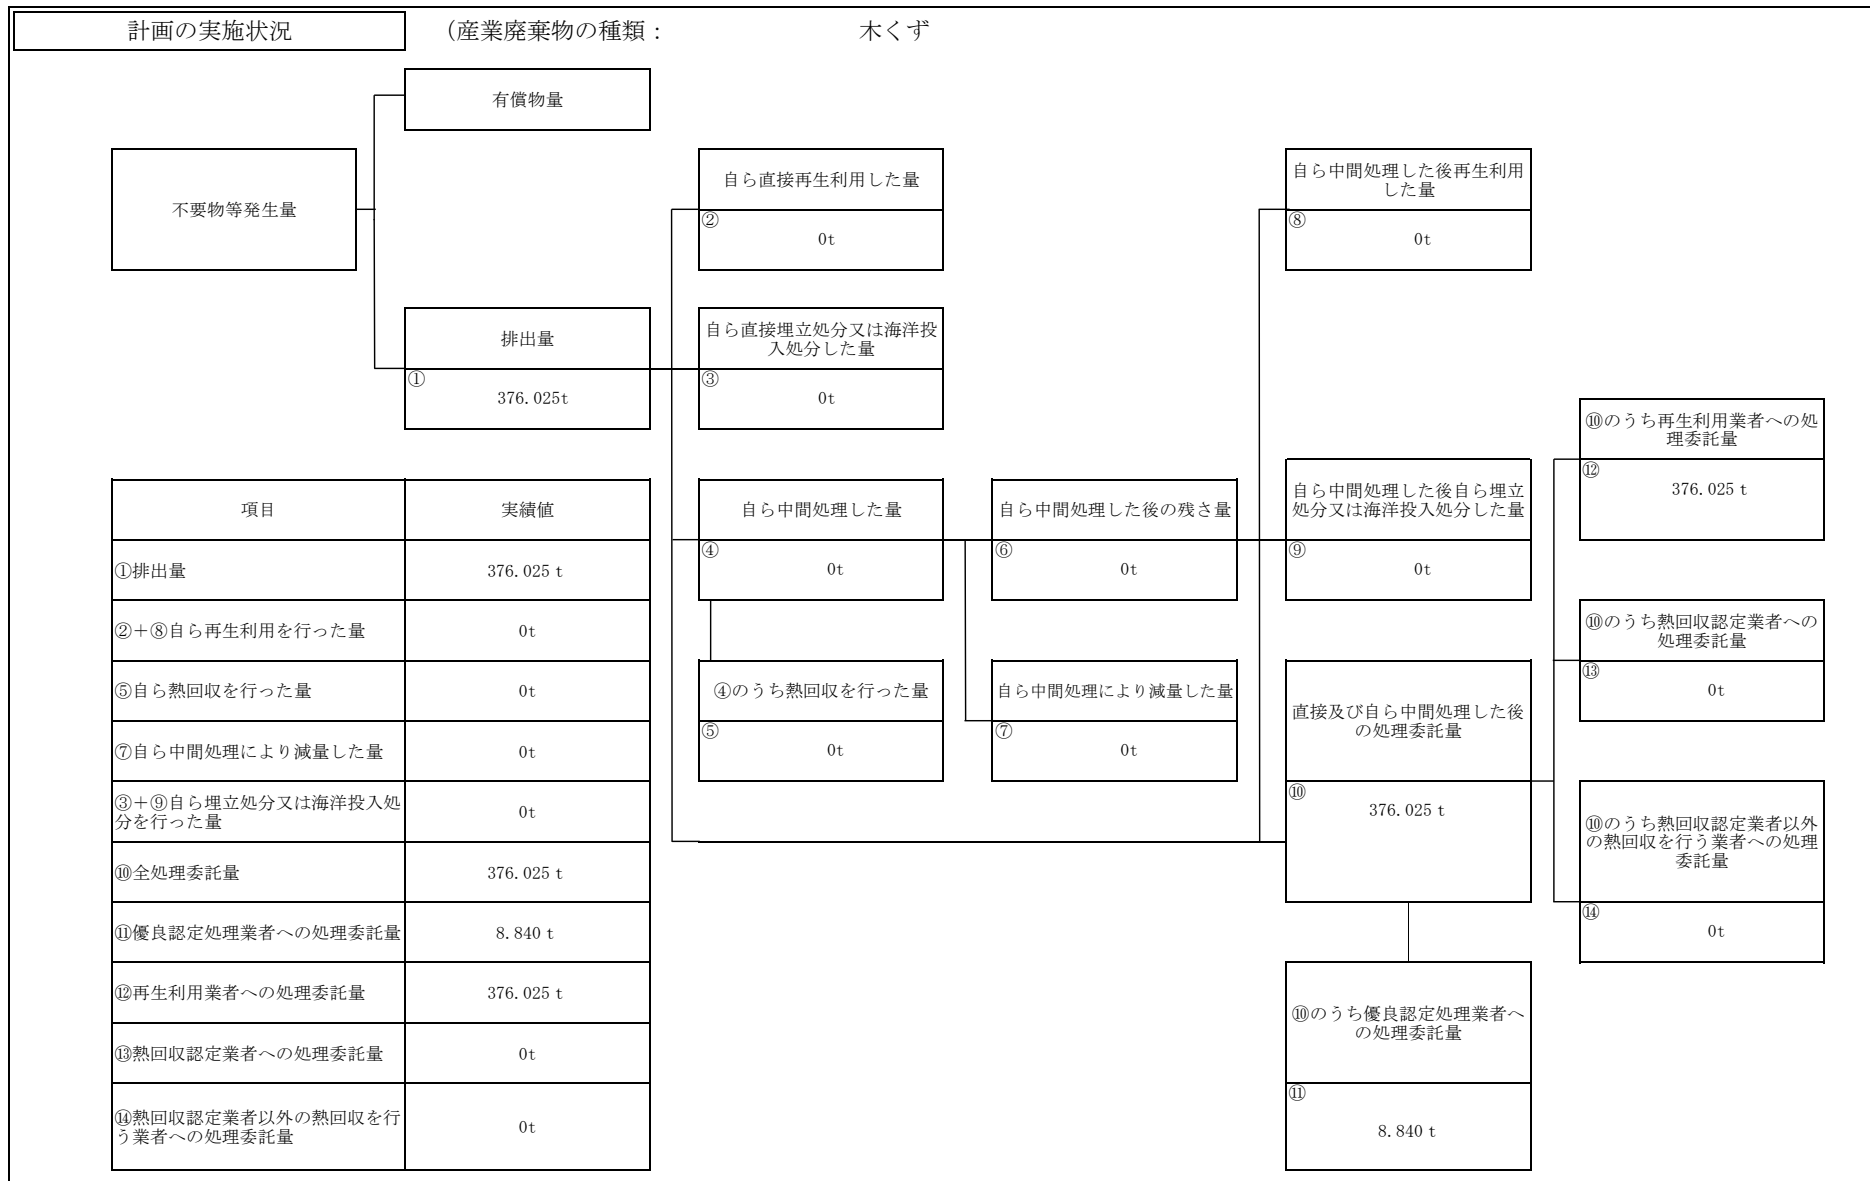 計画の実施状況
（産業廃棄物の種類： 木くず
有償物量
不要物等発生量
自ら直接再生利用した量
②
0t
自ら中間処理した後再生利用
した量
⑧
0t
排出量
①
376.025t
自ら直接埋立処分又は海洋投
入処分した量
③
0t
⑩のうち再生利用業者への処
理委託量
⑫
376.025 t
項目 実績値
①排出量 376.025 t
②＋⑧自ら再生利用を行った量 0t
⑤自ら熱回収を行った量 0t
⑦自ら中間処理により減量した量 0t
③＋⑨自ら埋立処分又は海洋投入処
分を行った量 0t
⑩全処理委託量 376.025 t
⑪優良認定処理業者への処理委託量 8.840 t
⑫再生利用業者への処理委託量 376.025 t
⑬熱回収認定業者への処理委託量 0t
⑭熱回収認定業者以外の熱回収を行
う業者への処理委託量 0t
自ら中間処理した量
④
0t
自ら中間処理した後の残さ量
⑥
0t
自ら中間処理した後自ら埋立
処分又は海洋投入処分した量
⑨
0t
④のうち熱回収を行った量
⑤
0t
自ら中間処理により減量した量
⑦
0t
直接及び自ら中間処理した後
の処理委託量
⑩
376.025 t
⑩のうち熱回収認定業者への
処理委託量
⑬
0t
⑩のうち熱回収認定業者以外
の熱回収を行う業者への処理
委託量
⑭
0t
⑩のうち優良認定処理業者へ
の処理委託量
⑪
8.840 t